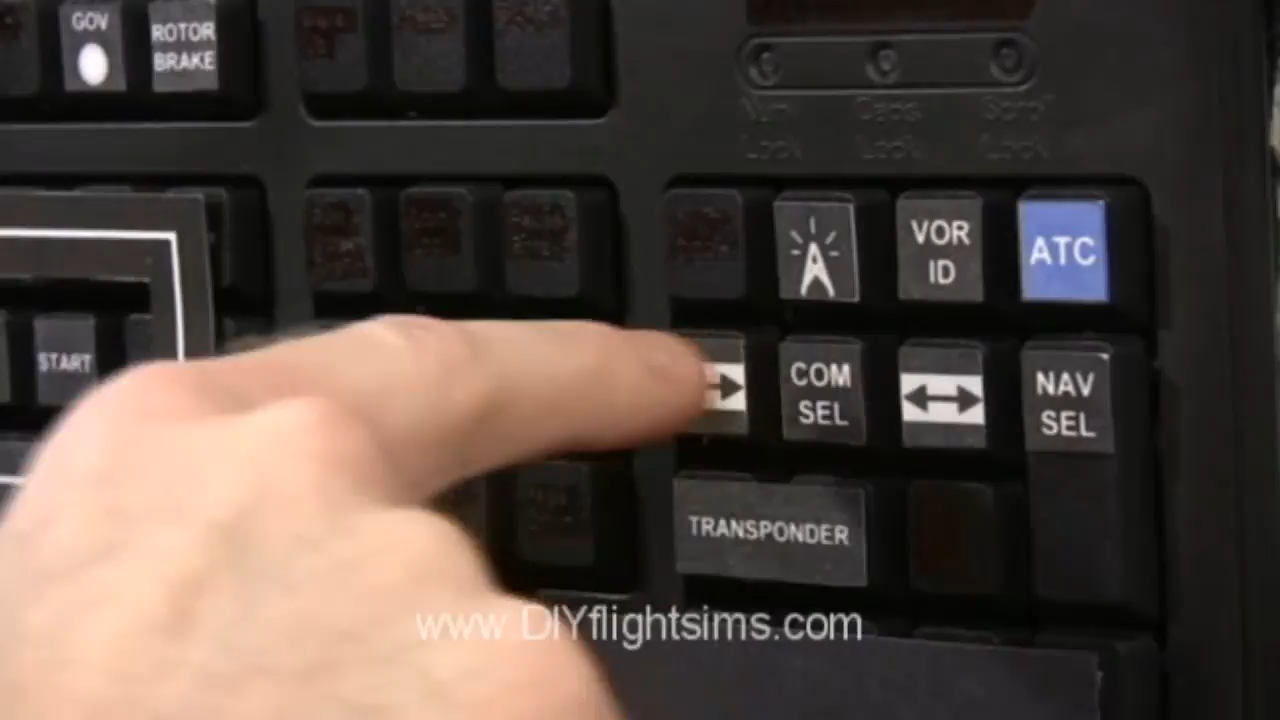 GOV
ROTOR
BRAKE
Num
Lock
Caps
Lock
Scroll
Lock
VOR
ID
ATC
START
COM
SEL
NAV
SEL
TRANSPONDER
www.DIYflightsims.com